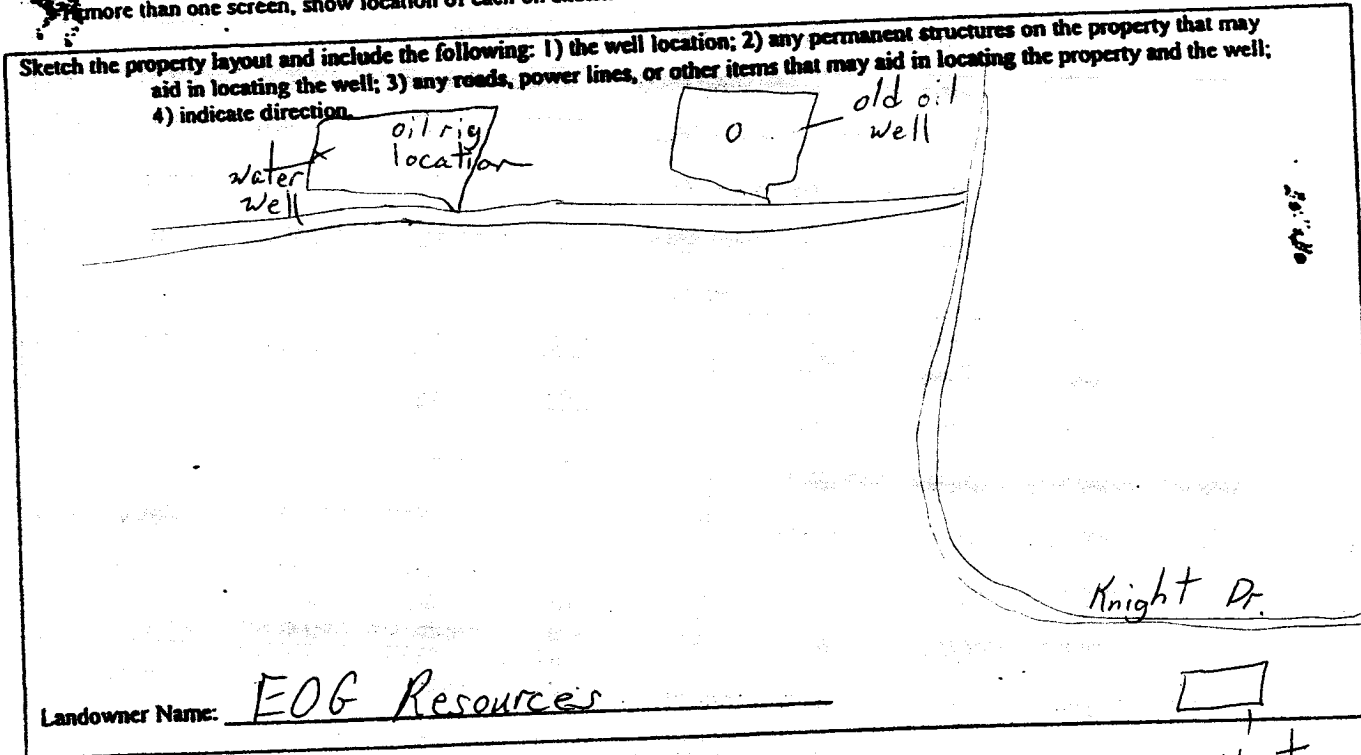 more than one screen, show location of each on
Sketch the property layout and include the following: 1) the well location; 2) any permanent structures on the property that may
aid in locating the well; 3) any roads, power lines, or other items that may aid in locating the property and the well;
4) indicate direction.
oil rig
location
water
well
old oil
well
Knight Dr.
Landowner Name: EOG Resources